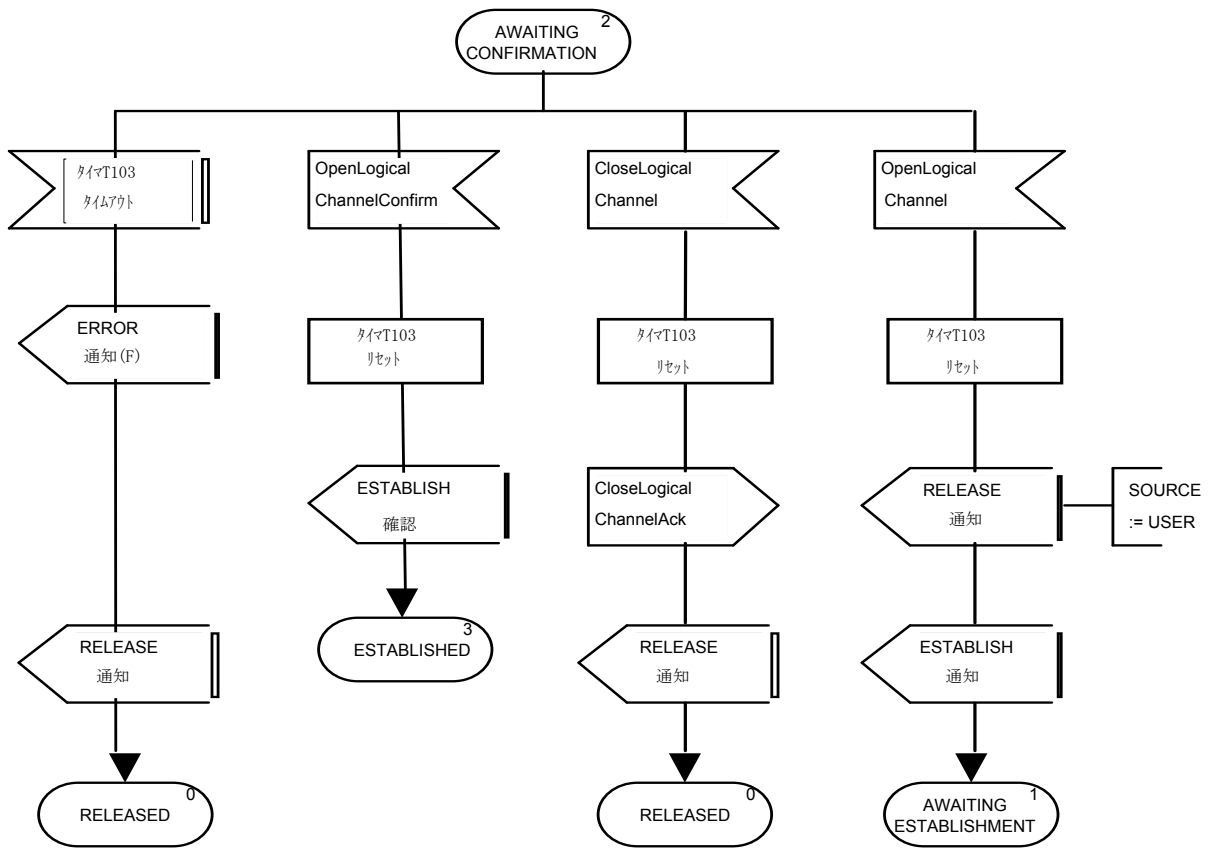 AWAITING
CONFIRMATION
2
ﾀｲﾏT103
ﾀｲﾑｱｳﾄ
ERROR
通知(F)
RELEASE
通知
RELEASED
0
OpenLogical
ChannelConfirm
ﾀｲﾏT103
ﾘｾｯﾄ
ESTABLISH
確認
ESTABLISHED
3
CloseLogical
Channel
ﾀｲﾏT103
ﾘｾｯﾄ
CloseLogical
ChannelAck
RELEASE
通知
RELEASED
0
OpenLogical
Channel
ﾀｲﾏT103
ﾘｾｯﾄ
RELEASE
通知
SOURCE
:= USER
ESTABLISH
通知
AWAITING
ESTABLISHMENT
1